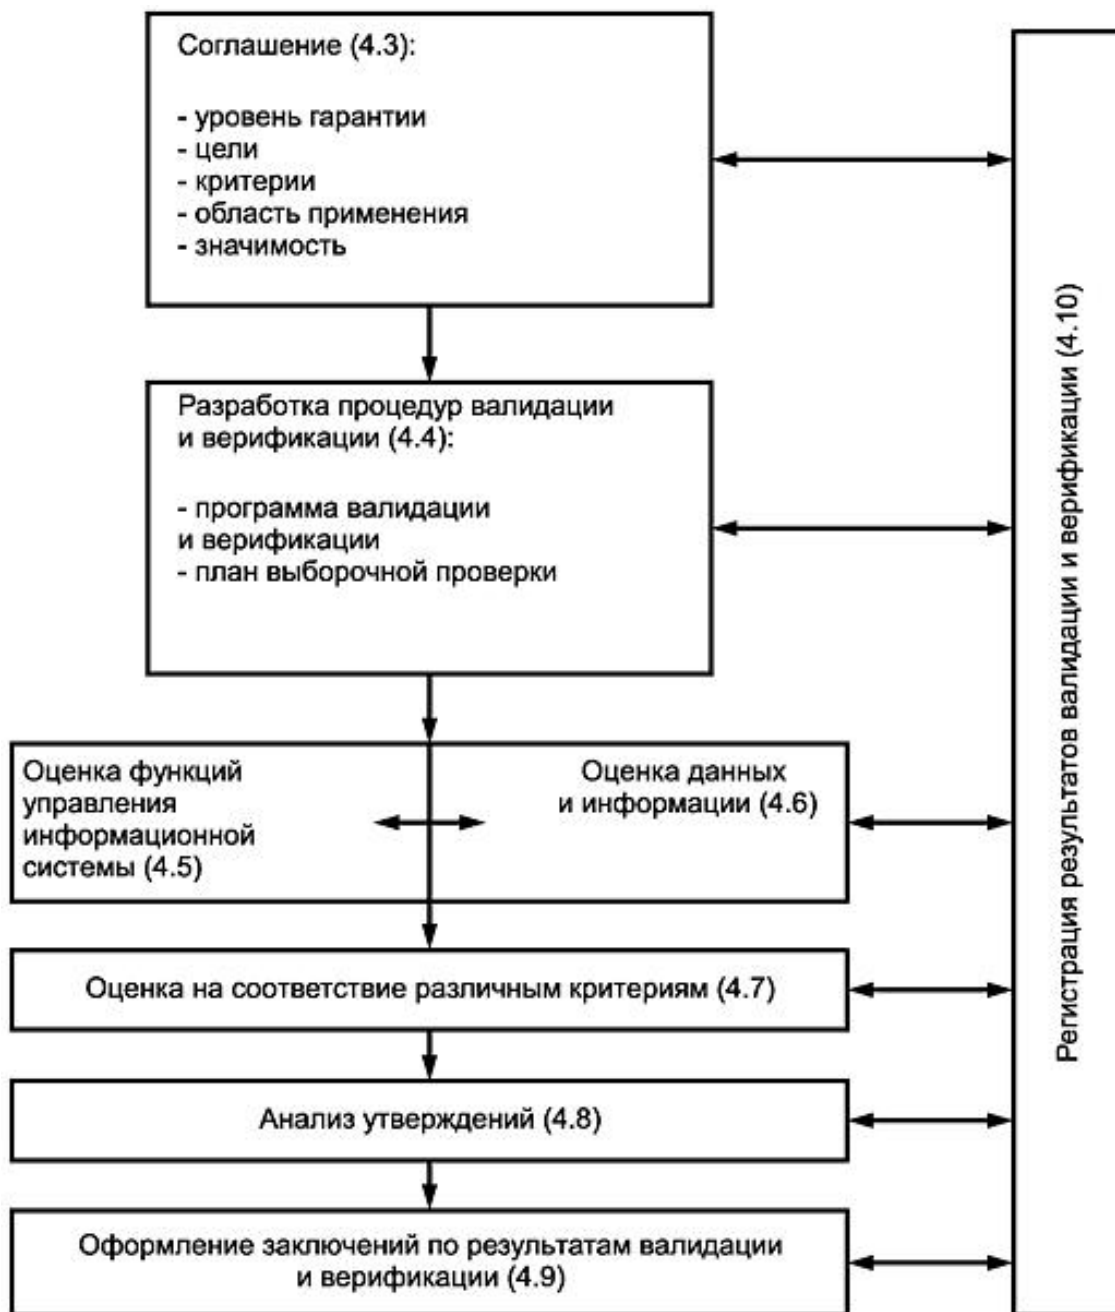 Соглашение (4.3):
- уровень гарантии
- цели
- критерии
- область применения
- значимость
Разработка процедур валидации
и верификации (4.4):
- программа валидации
и верификации
- план выборочной проверки
Оценка функций
управления
информационной
системы (4.5)
Оценка данных
и информации (4.6)
Оценка на соответствие различным критериям (4.7)
Анализ утверждений (4.8)
Оформление заключений по результатам валидации
и верификации (4.9)
Регистрация результатов валидации и верификации (4.10)